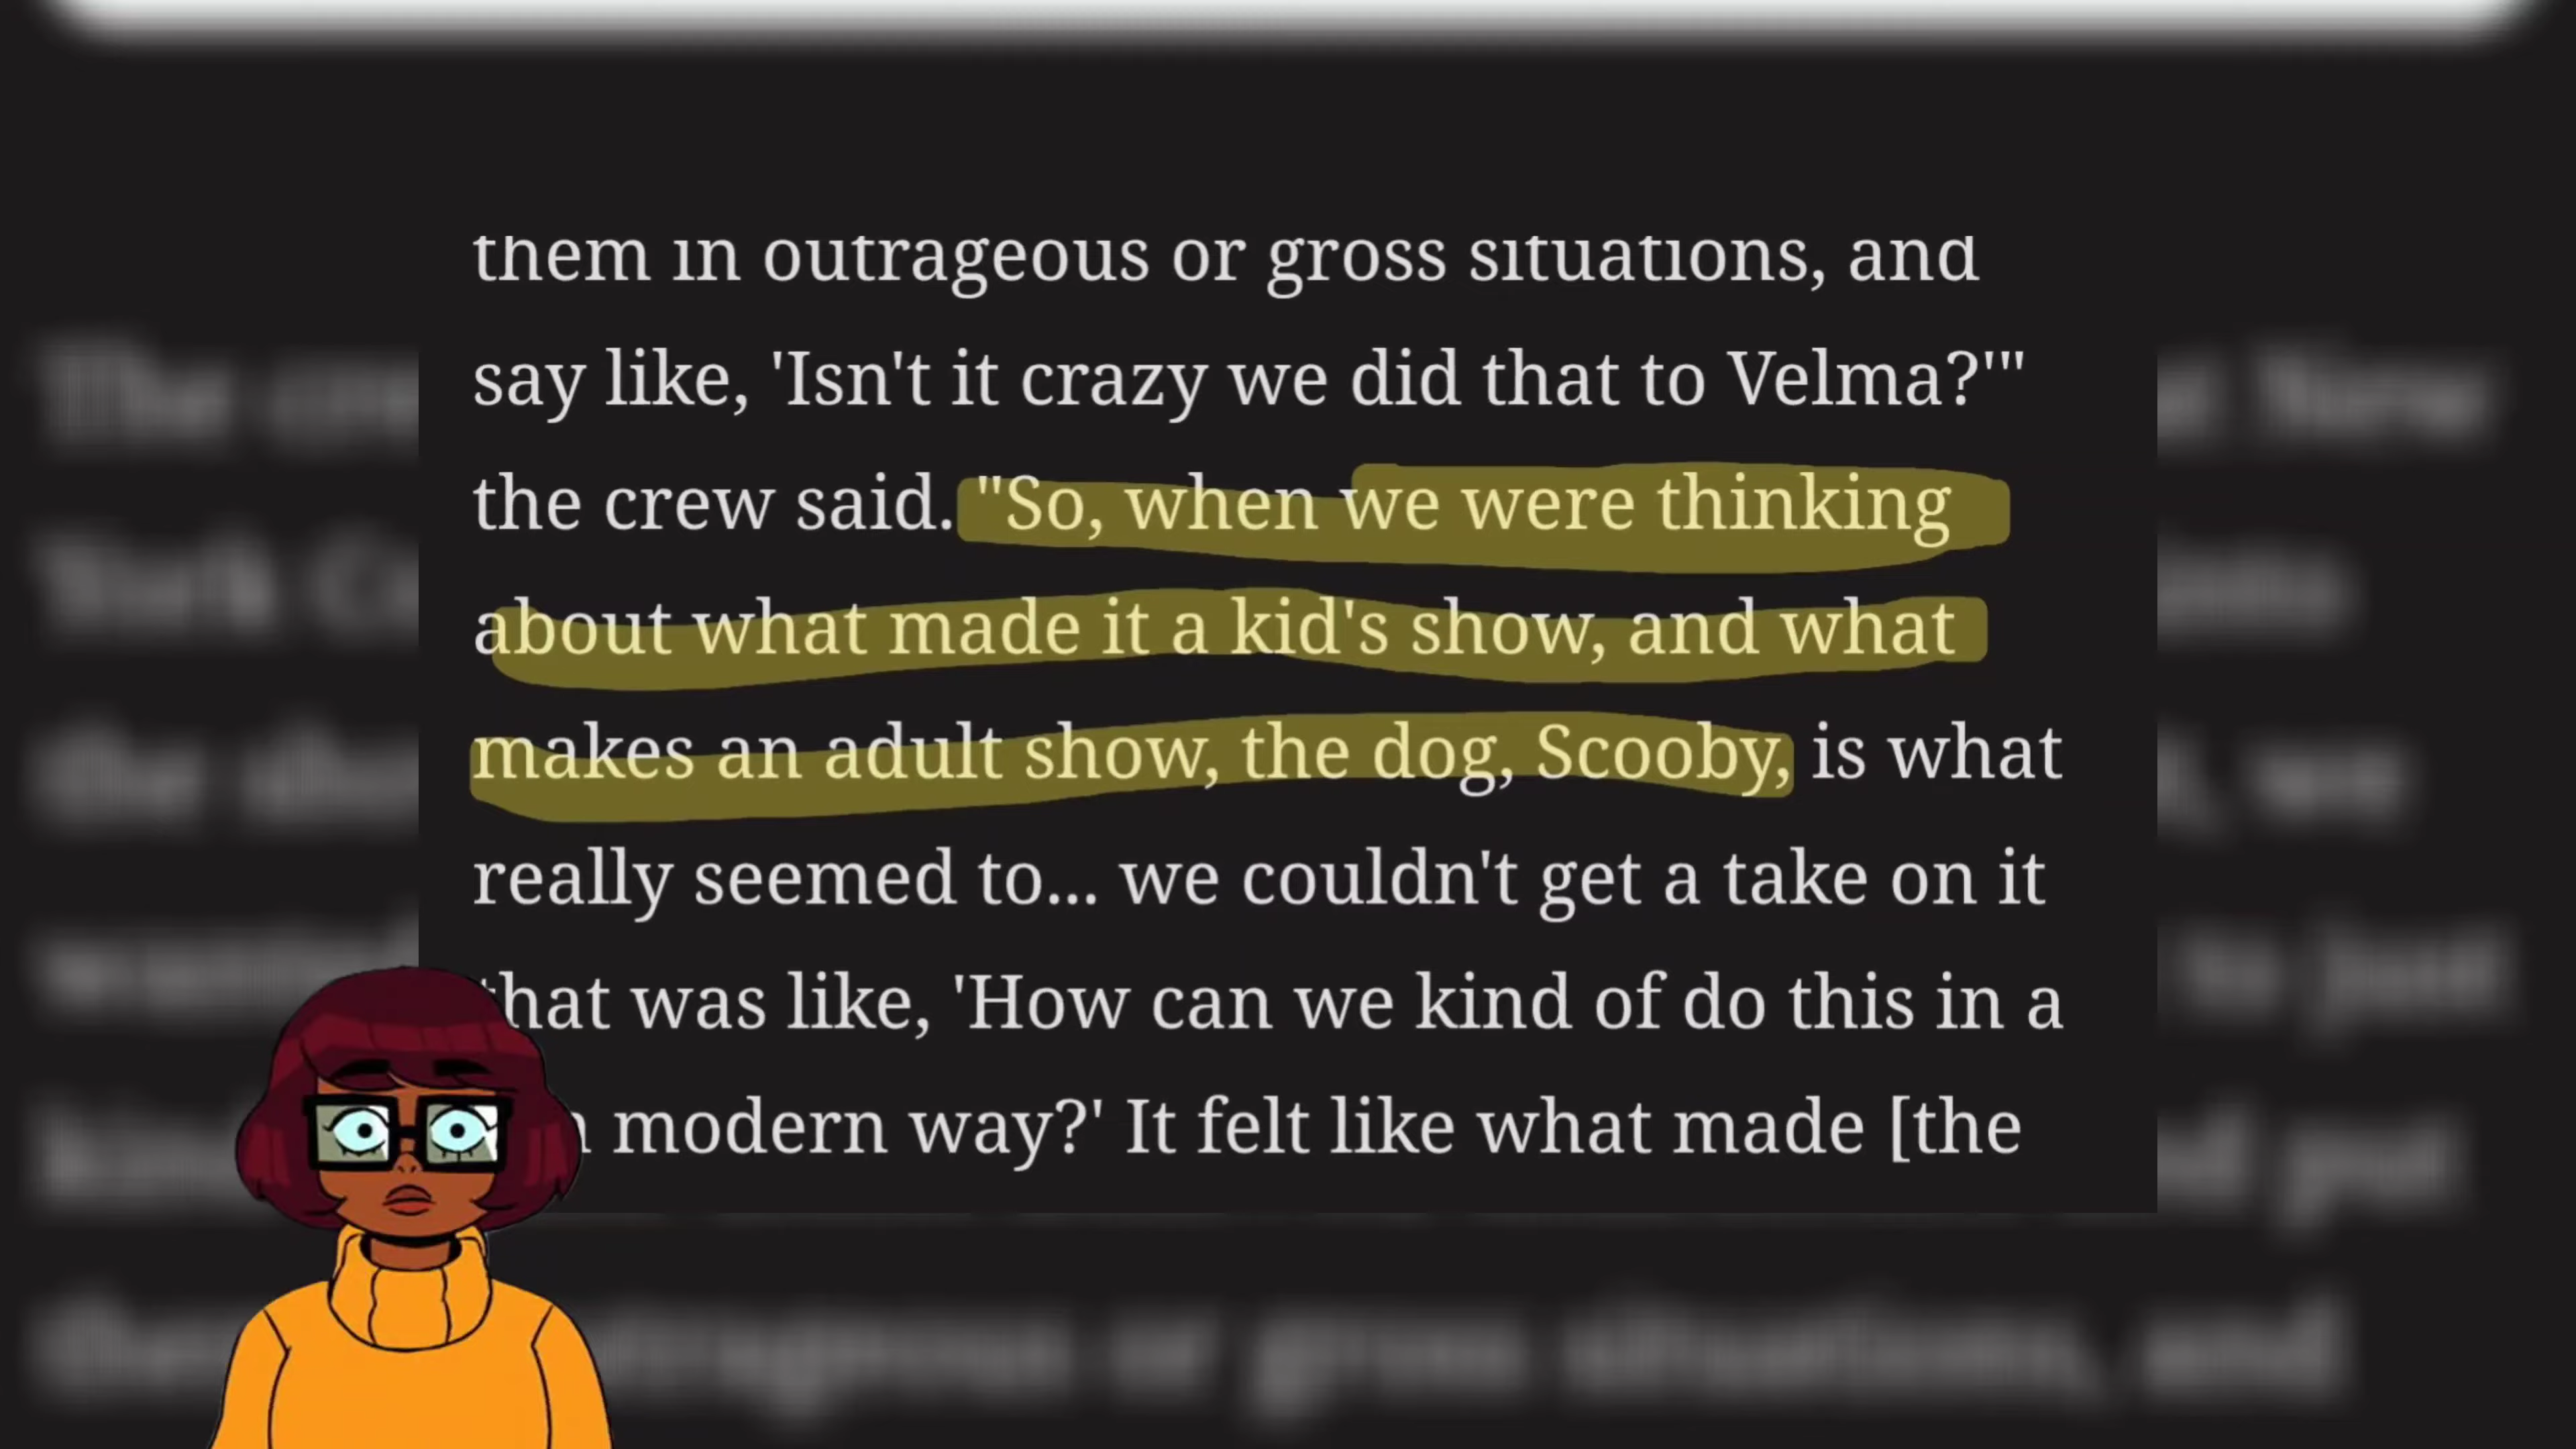 them in outrageous or gross situations, and
say like, 'Isn't it crazy we did that to Velma?'"
the crew said. "So, when we were thinking
about what made it a kid's show, and what
makes an adult show, the dog, Scooby, is what
really seemed to... we couldn't get a take on it
that was like, 'How can we kind of do this in a
modern way?' It felt like what made [the